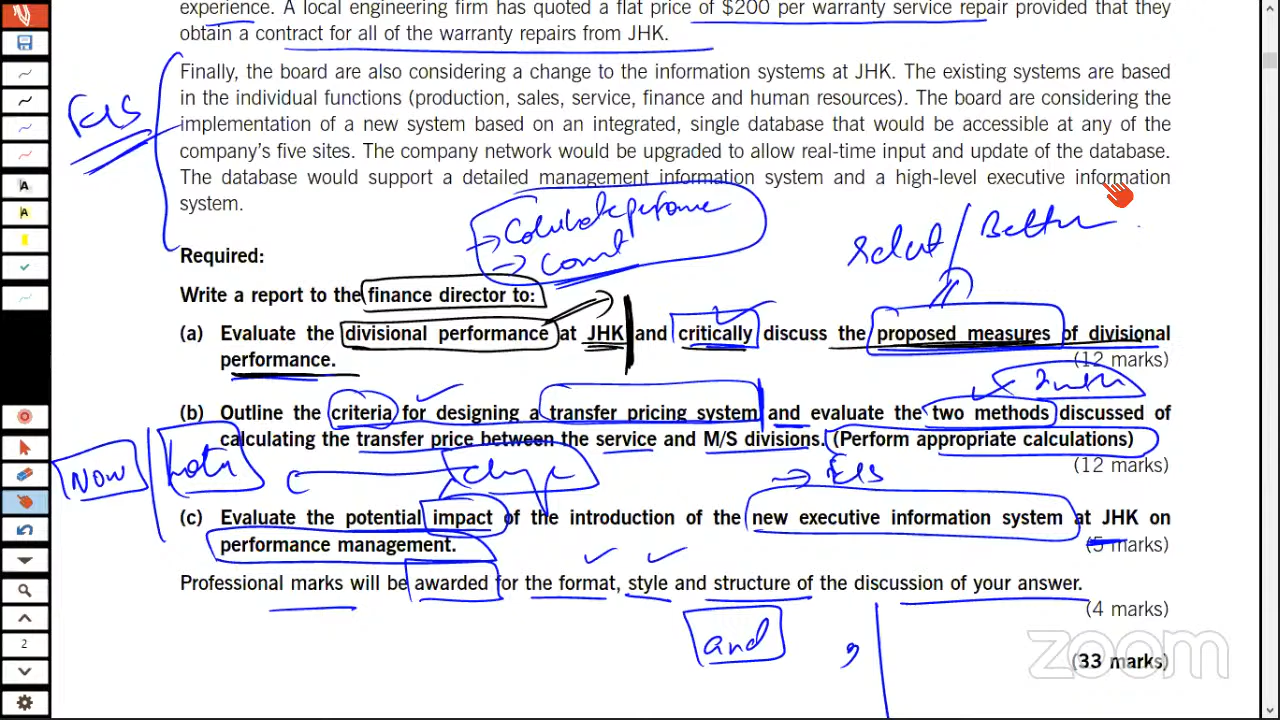 experience. A local engineering firm has quoted a flat price of $200 per warranty service repair provided that they
obtain a contract for all of the warranty repairs from JHK.
Finally, the board are also considering a change to the information systems at JHK. The existing systems are based
in the individual functions (production, sales, service, finance and human resources). The board are considering the
EIS
implementation of a new system based on an integrated, single database that would be accessible at any of the
company's five sites. The company network would be upgraded to allow real-time input and update of the database.
The database would support a detailed management information system and a high-level executive information
system.
Select / Better
Required:
Write a report to the finance director to:
(a) Evaluate the divisional performance at JHK and critically discuss the proposed measures of divisional
performance.
(12 marks)
(b) Outline the criteria for designing a transfer pricing system and evaluate the two methods discussed of
calculating the transfer price between the service and M/S divisions. (Perform appropriate calculations)
(12 marks)
NOW
→ EIS
(c) Evaluate the potential impact of the introduction of the new executive information system at JHK on
performance management.
(5 marks)
Professional marks will be awarded for the format, style and structure of the discussion of your answer.
(4 marks)
and ,
zoom
(33 marks)
A
A
2